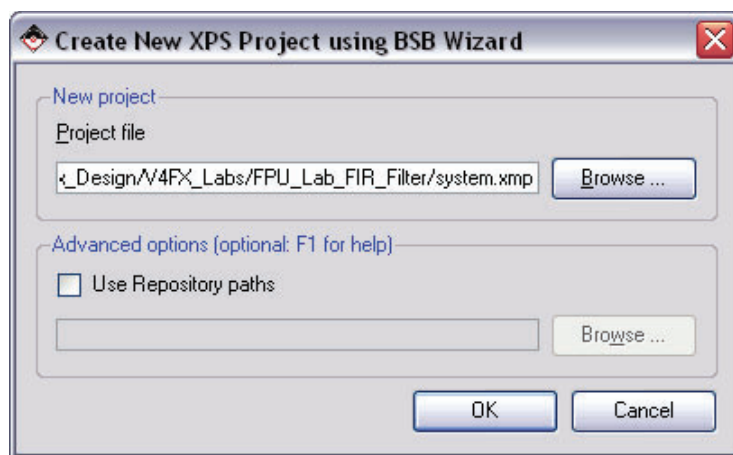 Create New XPS Project using BSB Wizard
New project
Project file
_Design/V4FX_Labs/FPU_Lab_FIR_Filter/system.xmp
Browse ...
Advanced options (optional: F1 for help)
Use Repository paths
Browse ...
OK
Cancel